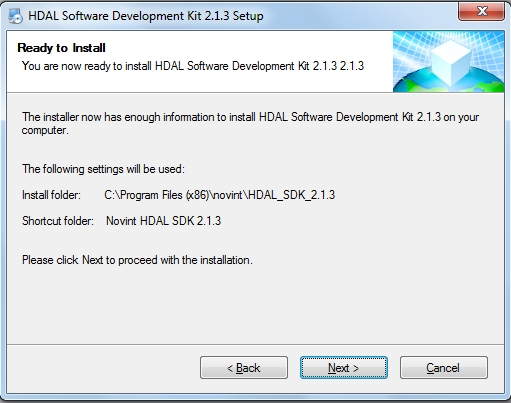 HDAL Software Development Kit 2.1.3 Setup
Ready to Install
You are now ready to install HDAL Software Development Kit 2.1.3 2.1.3
The installer now has enough information to install HDAL Software Development Kit 2.1.3 on your
computer.
The following settings will be used:
Install folder: C:\Program Files (x86)\novint\HDAL_SDK_2.1.3
Shortcut folder: Novint HDAL SDK 2.1.3
Please click Next to proceed with the installation.
< Back Next > Cancel